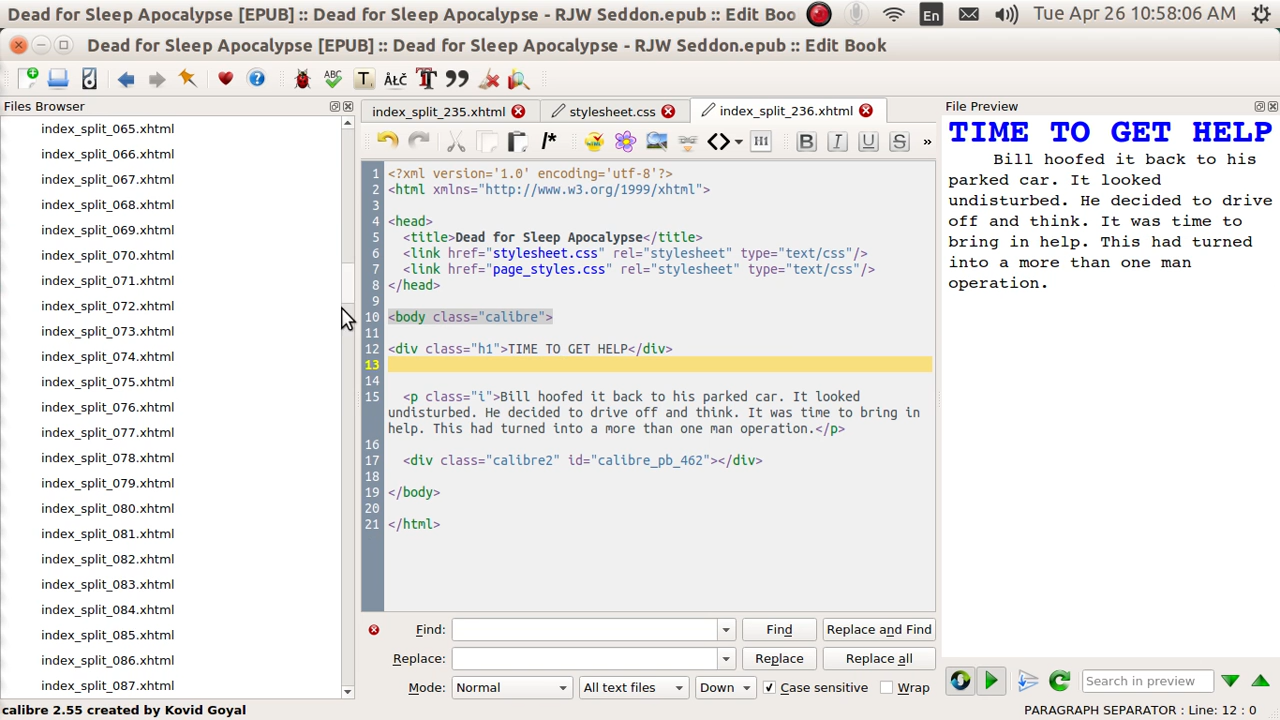 Dead for Sleep Apocalypse [EPUB] :: Dead for Sleep Apocalypse - RJW Seddon.epub :: Edit Boo
En
Tue Apr 26 10:58:06 AM
Dead for Sleep Apocalypse [EPUB] :: Dead for Sleep Apocalypse - RJW Seddon.epub :: Edit Book
ABC
T
ÅŁĆ
T
Files Browser
index_split_065.xhtml
index_split_066.xhtml
index_split_067.xhtml
index_split_068.xhtml
index_split_069.xhtml
index_split_070.xhtml
index_split_071.xhtml
index_split_072.xhtml
index_split_073.xhtml
index_split_074.xhtml
index_split_075.xhtml
index_split_076.xhtml
index_split_077.xhtml
index_split_078.xhtml
index_split_079.xhtml
index_split_080.xhtml
index_split_081.xhtml
index_split_082.xhtml
index_split_083.xhtml
index_split_084.xhtml
index_split_085.xhtml
index_split_086.xhtml
index_split_087.xhtml
index_split_235.xhtml
stylesheet.css
index_split_236.xhtml
/*
<>
H1
B
I
U
S
»
1 <?xml version='1.0' encoding='utf-8'?>
2 <html xmlns="http://www.w3.org/1999/xhtml">
3
4 <head>
5 <title>Dead for Sleep Apocalypse</title>
6 <link href="stylesheet.css" rel="stylesheet" type="text/css"/>
7 <link href="page_styles.css" rel="stylesheet" type="text/css"/>
8 </head>
9
10 <body class="calibre">
11
12 <div class="h1">TIME TO GET HELP</div>
13
14
15 <p class="i">Bill hoofed it back to his parked car. It looked
undisturbed. He decided to drive off and think. It was time to bring in
help. This had turned into a more than one man operation.</p>
16
17 <div class="calibre2" id="calibre_pb_462"></div>
18
19 </body>
20
21 </html>
Find:
Find
Replace and Find
Replace:
Replace
Replace all
Mode:
Normal
All text files
Down
Case sensitive
Wrap
File Preview
TIME TO GET HELP
Bill hoofed it back to his
parked car. It looked
undisturbed. He decided to drive
off and think. It was time to
bring in help. This had turned
into a more than one man
operation.
Search in preview
calibre 2.55 created by Kovid Goyal
PARAGRAPH SEPARATOR : Line: 12 : 0